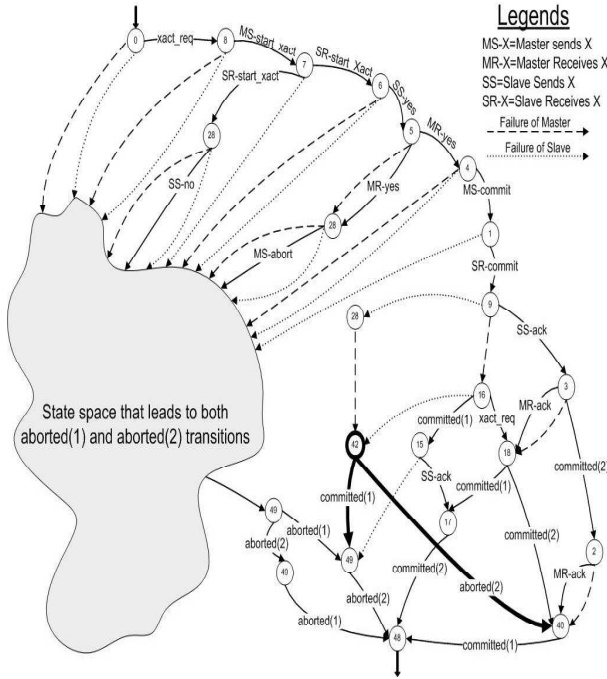 Legends
MS-X=Master sends X
MR-X=Master Receives X
SS=Slave Sends X
SR-X=Slave Receives X
Failure of Master
Failure of Slave
0
xact_req
8
MS-start_xact
7
SR-start_Xact
6
SR-start_xact
28
SS-yes
5
MR-yes
4
SS-no
MR-yes
28
MS-abort
MS-commit
1
SR-commit
9
28
SS-ack
3
16
committed(1)
xact_req
MR-ack
State space that leads to both
aborted(1) and aborted(2) transitions
42
15
18
committed(2)
committed(1)
SS-ack
committed(1)
49
17
aborted(1)
aborted(2)
49
committed(2)
aborted(2)
committed(2)
2
MR-ack
aborted(2)
aborted(1)
48
committed(1)
40